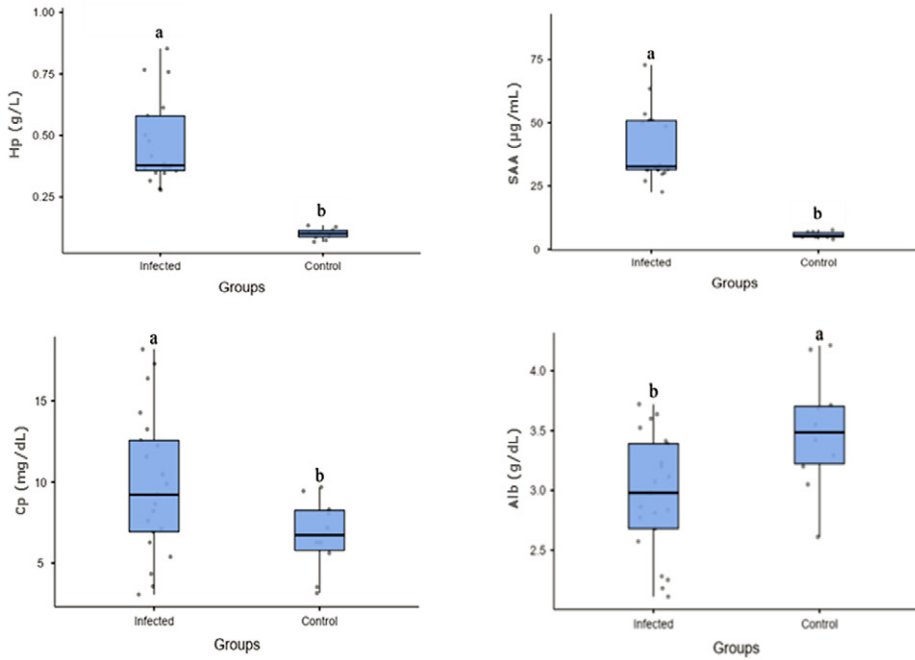 1.00
0.75
0.50
0.25
Hp (g/L)
a
b
Infected
Control
Groups
75
50
25
0
SAA (µg/mL)
a
b
Infected
Control
Groups
15
10
5
Cp (mg/dL)
a
b
Infected
Control
Groups
4.0
3.5
3.0
2.5
Alb (g/dL)
b
a
Infected
Control
Groups